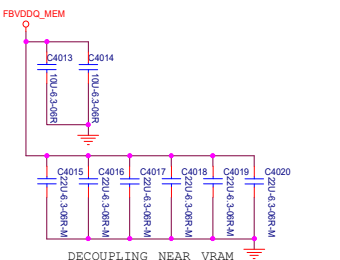 FBVDDQ_MEM
C4013
C4014
10U-6.3-06R
10U-6.3-06R
C4015
C4016
C4017
C4018
C4019
C4020
22U-6.3-06R-M
22U-6.3-06R-M
22U-6.3-06R-M
22U-6.3-06R-M
22U-6.3-06R-M
22U-6.3-06R-M
DECOUPLING NEAR VRAM